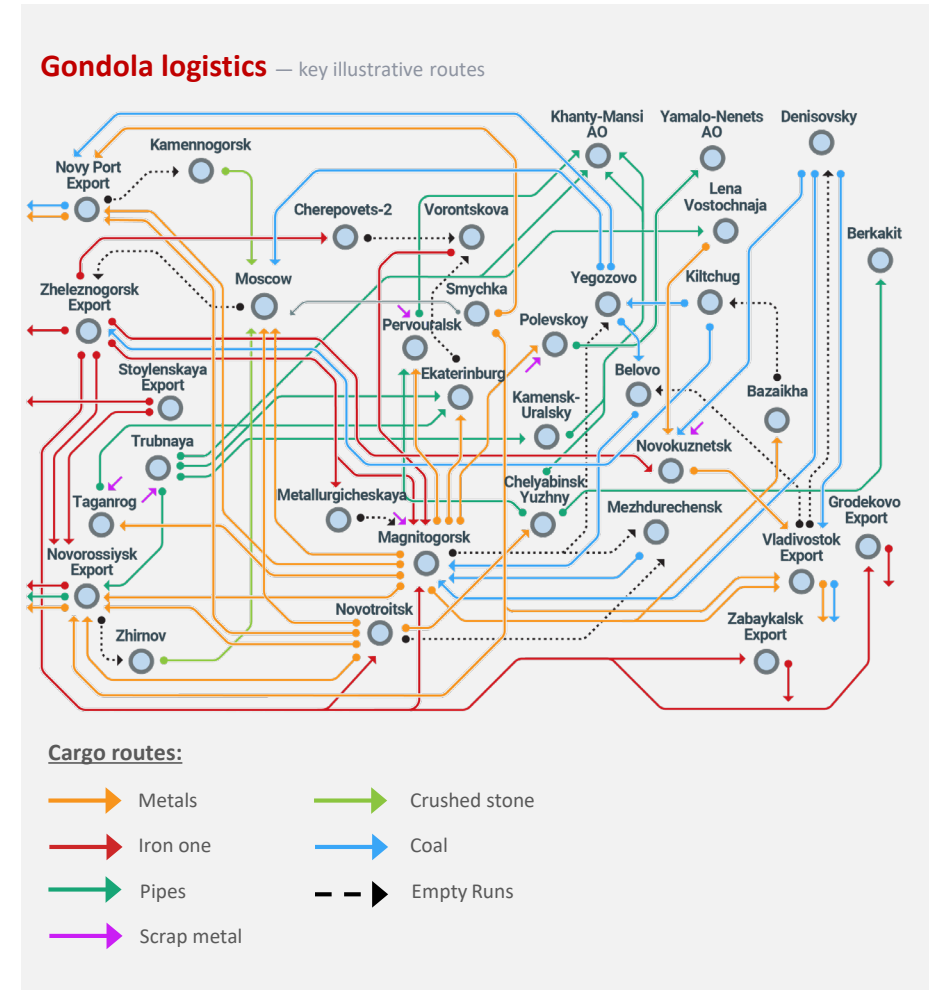 Gondola logistics — key illustrative routes
Khanty-Mansi
AO
Yamalo-Nenets
AO
Denisovsky
Kamennogorsk
Novy Port
Export
Lena
Vostochnaja
Cherepovets-2
Vorontskova
Berkakit
Moscow
Smychka
Yegozovo
Kiltchug
Zheleznogorsk
Export
Pervouralsk
Polevskoy
Stoylenskaya
Export
Ekaterinburg
Belovo
Bazaikha
Kamensk-
Uralsky
Trubnaya
Novokuznetsk
Taganrog
Metallurgicheskaya
Chelyabinsk
Yuzhny
Mezhdurechensk
Grodekovo
Export
Magnitogorsk
Vladivostok
Export
Novorossiysk
Export
Novotroitsk
Zabaykalsk
Export
Zhirnov
Cargo routes:
Metals
Crushed stone
Iron one
Coal
Pipes
Empty Runs
Scrap metal